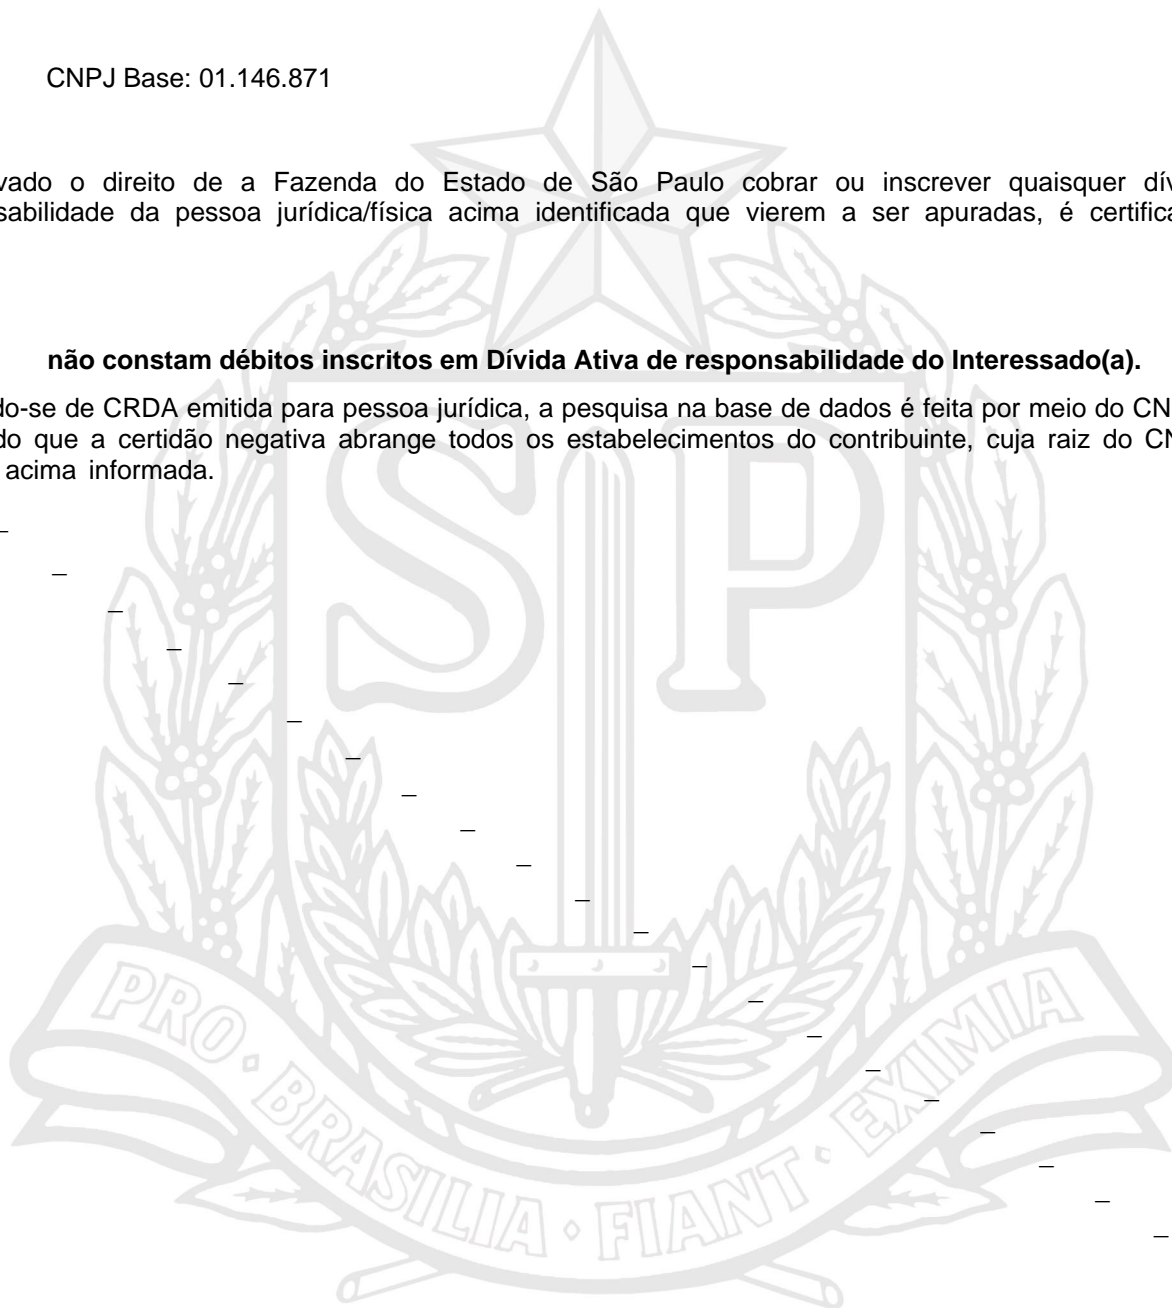 CNPJ Base: 01.146.871
vado o direito de a Fazenda do Estado de São Paulo cobrar ou inscrever quaisquer dív
sabilidade da pessoa jurídica/física acima identificada que vierem a ser apuradas, é certifica
não constam débitos inscritos em Dívida Ativa de responsabilidade do Interessado(a).
do-se de CRDA emitida para pessoa jurídica, a pesquisa na base de dados é feita por meio do CN
do que a certidão negativa abrange todos os estabelecimentos do contribuinte, cuja raiz do CN
acima informada.
SP
PRO · BRASILIA · FIANT · EXIMIA